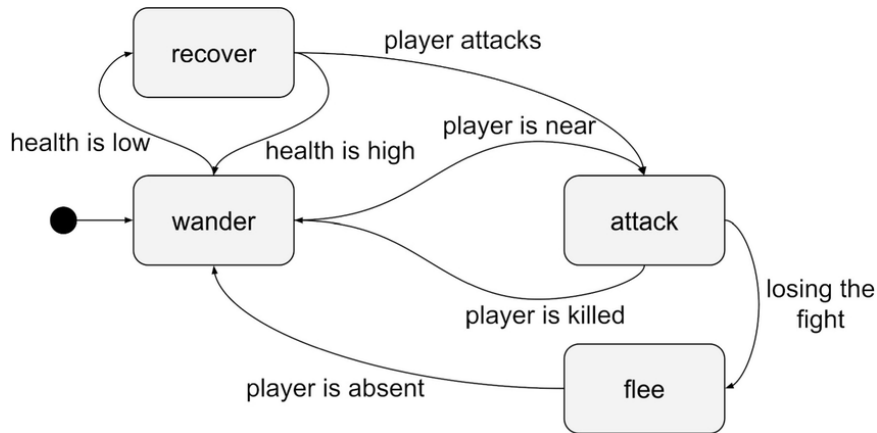 recover
player attacks
health is low
health is high
player is near
wander
attack
player is killed
losing the
fight
player is absent
flee